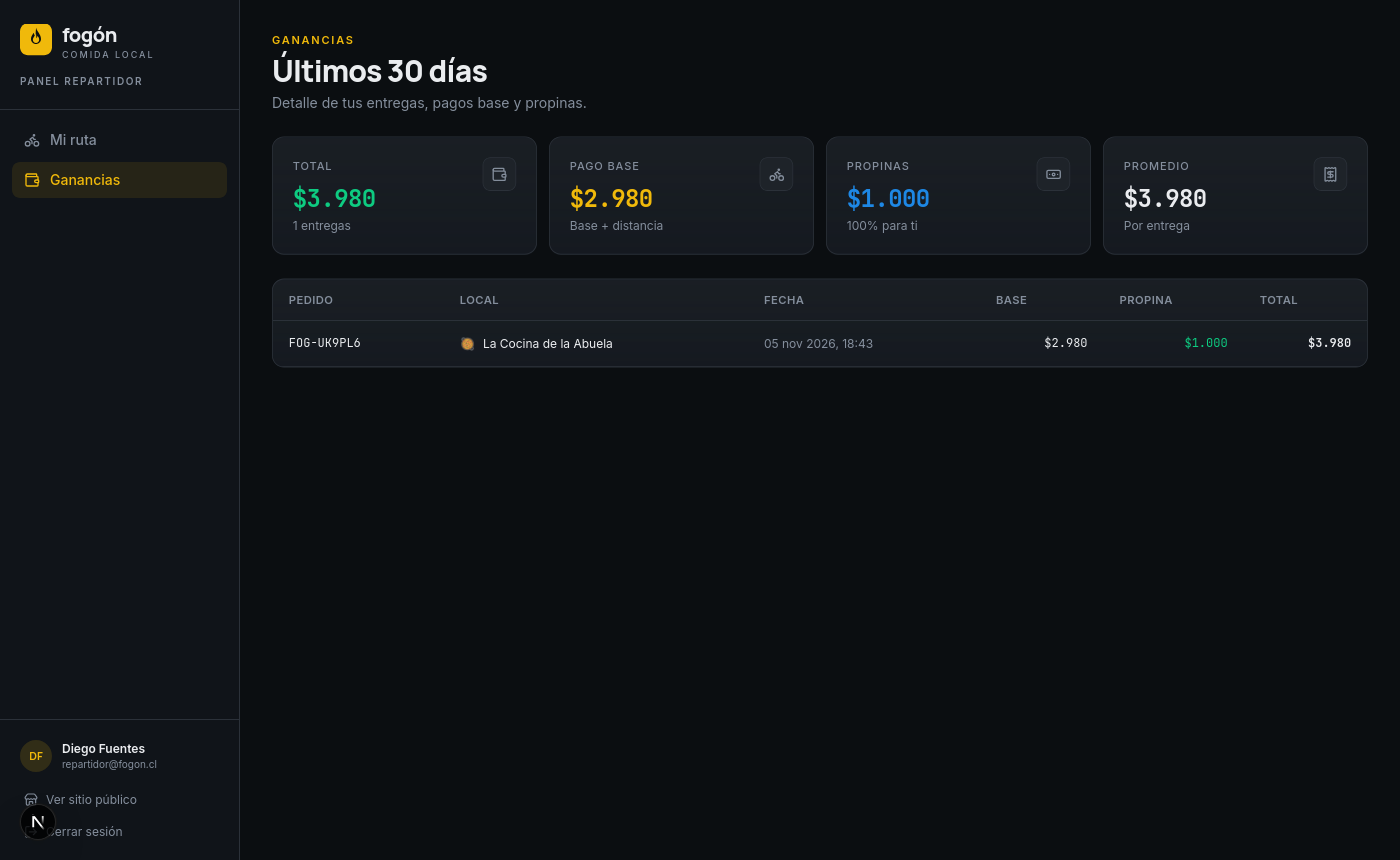 fogón
COMIDA LOCAL
PANEL REPARTIDOR
Mi ruta
Ganancias
GANANCIAS
Últimos 30 días
Detalle de tus entregas, pagos base y propinas.
TOTAL
$3.980
1 entregas
PAGO BASE
$2.980
Base + distancia
PROPINAS
$1.000
100% para ti
PROMEDIO
$3.980
Por entrega
PEDIDO LOCAL FECHA BASE PROPINA TOTAL
FOG-UK9PL6 La Cocina de la Abuela 05 nov 2026, 18:43 $2.980 $1.000 $3.980
DF
Diego Fuentes
repartidor@fogon.cl
Ver sitio público
N
Cerrar sesión